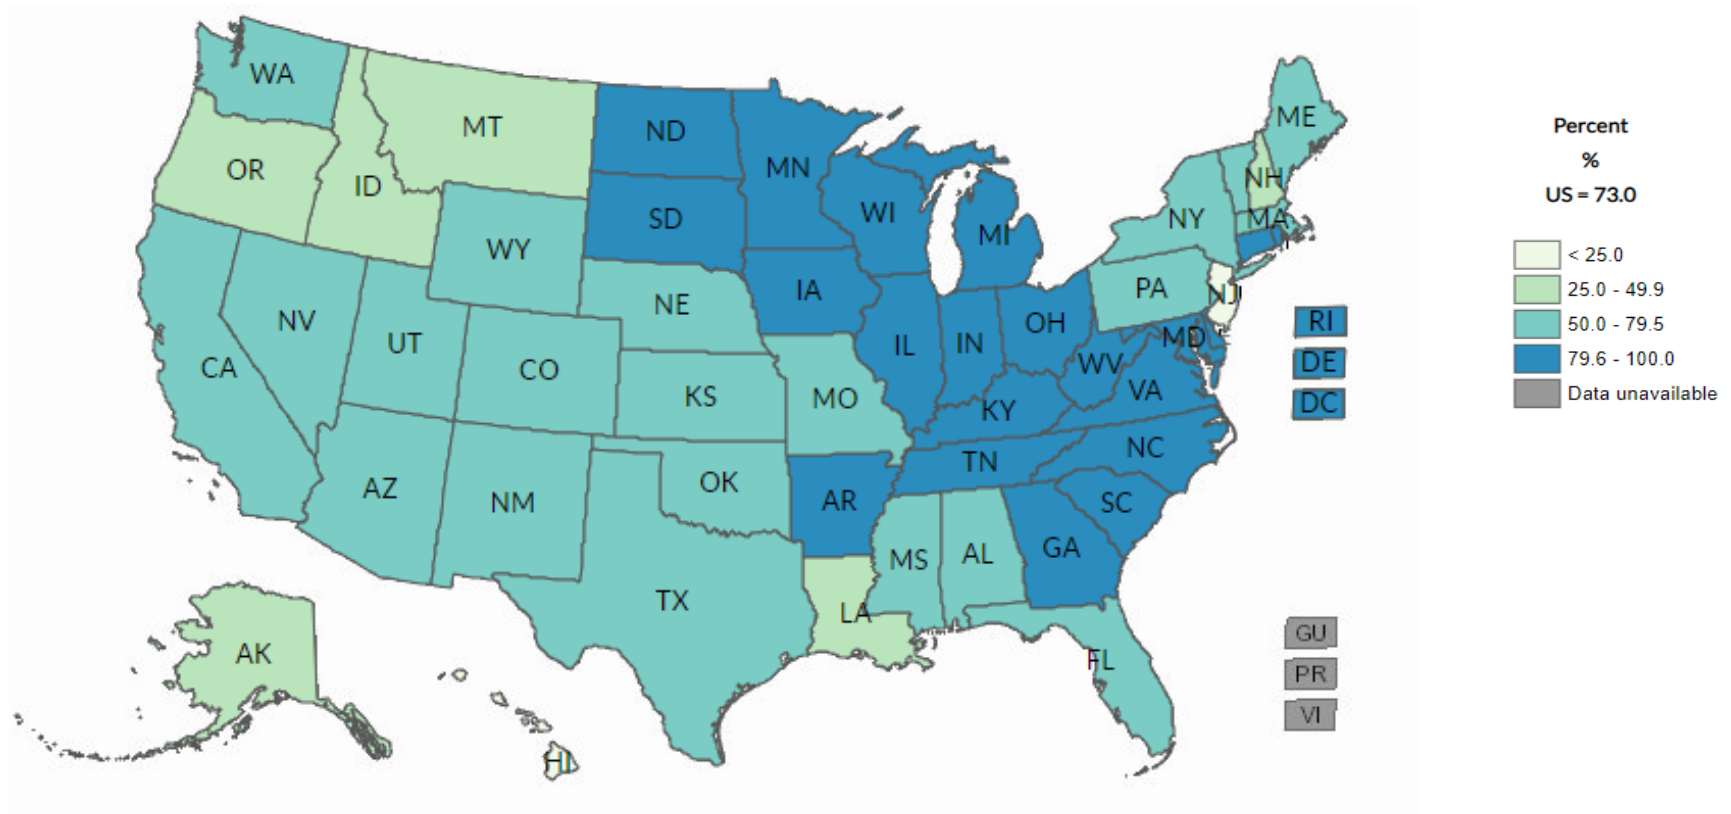 WA
MT
ND
MN
ME
OR
ID
SD
WI
MI
NH
NY
MA
WY
IA
PA
NJ
NE
NV
UT
CO
IL
IN
OH
MD
WV
VA
CA
KS
MO
KY
NC
TN
AZ
NM
OK
AR
SC
MS
AL
GA
TX
LA
FL
AK
HI
RI
DE
DC
GU
PR
VI
Percent
%
US = 73.0
< 25.0
25.0 - 49.9
50.0 - 79.5
79.6 - 100.0
Data unavailable